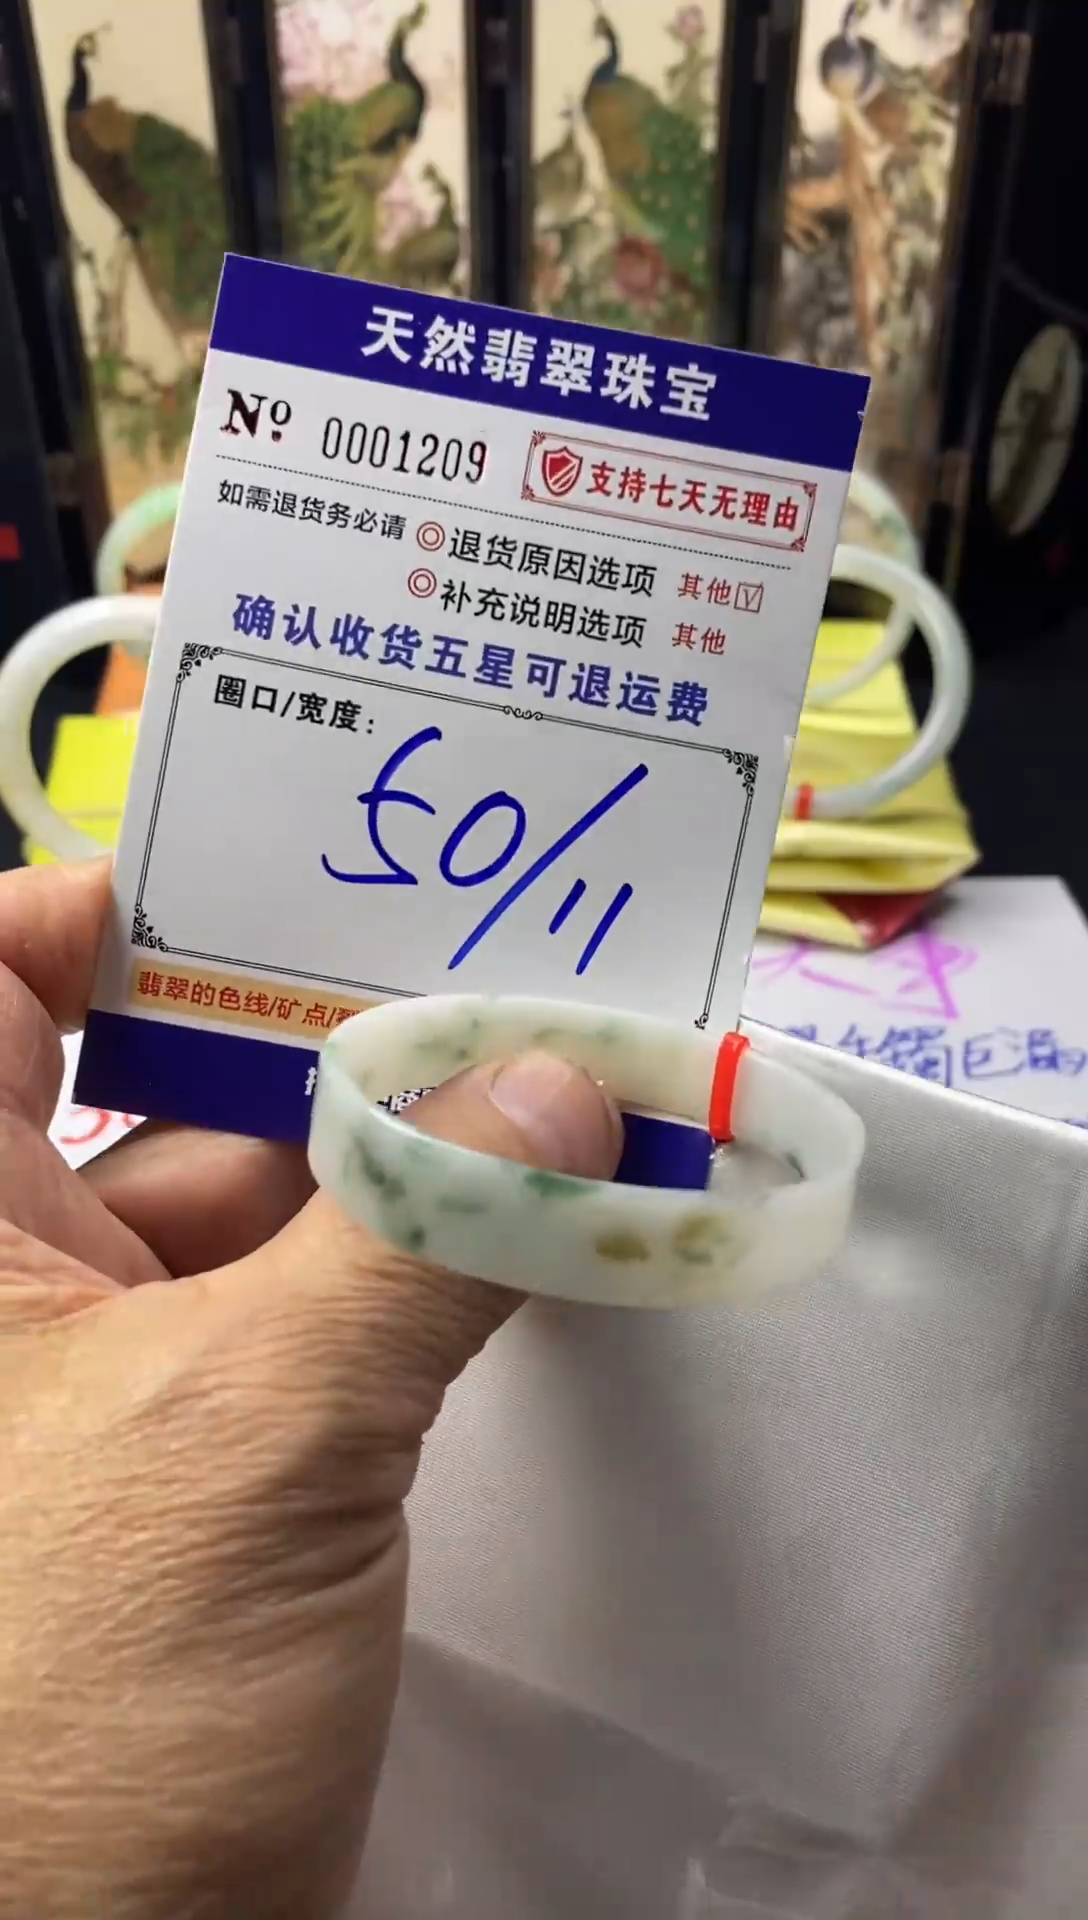 天然翡翠珠宝
Nº 0001209 支持七天无理由
如需退货务必请 ◎退货原因选项 其他☑
◎补充说明选项 其他
确认收货五星可退运费
圈口/宽度:
50/11
翡翠的色线/矿点/